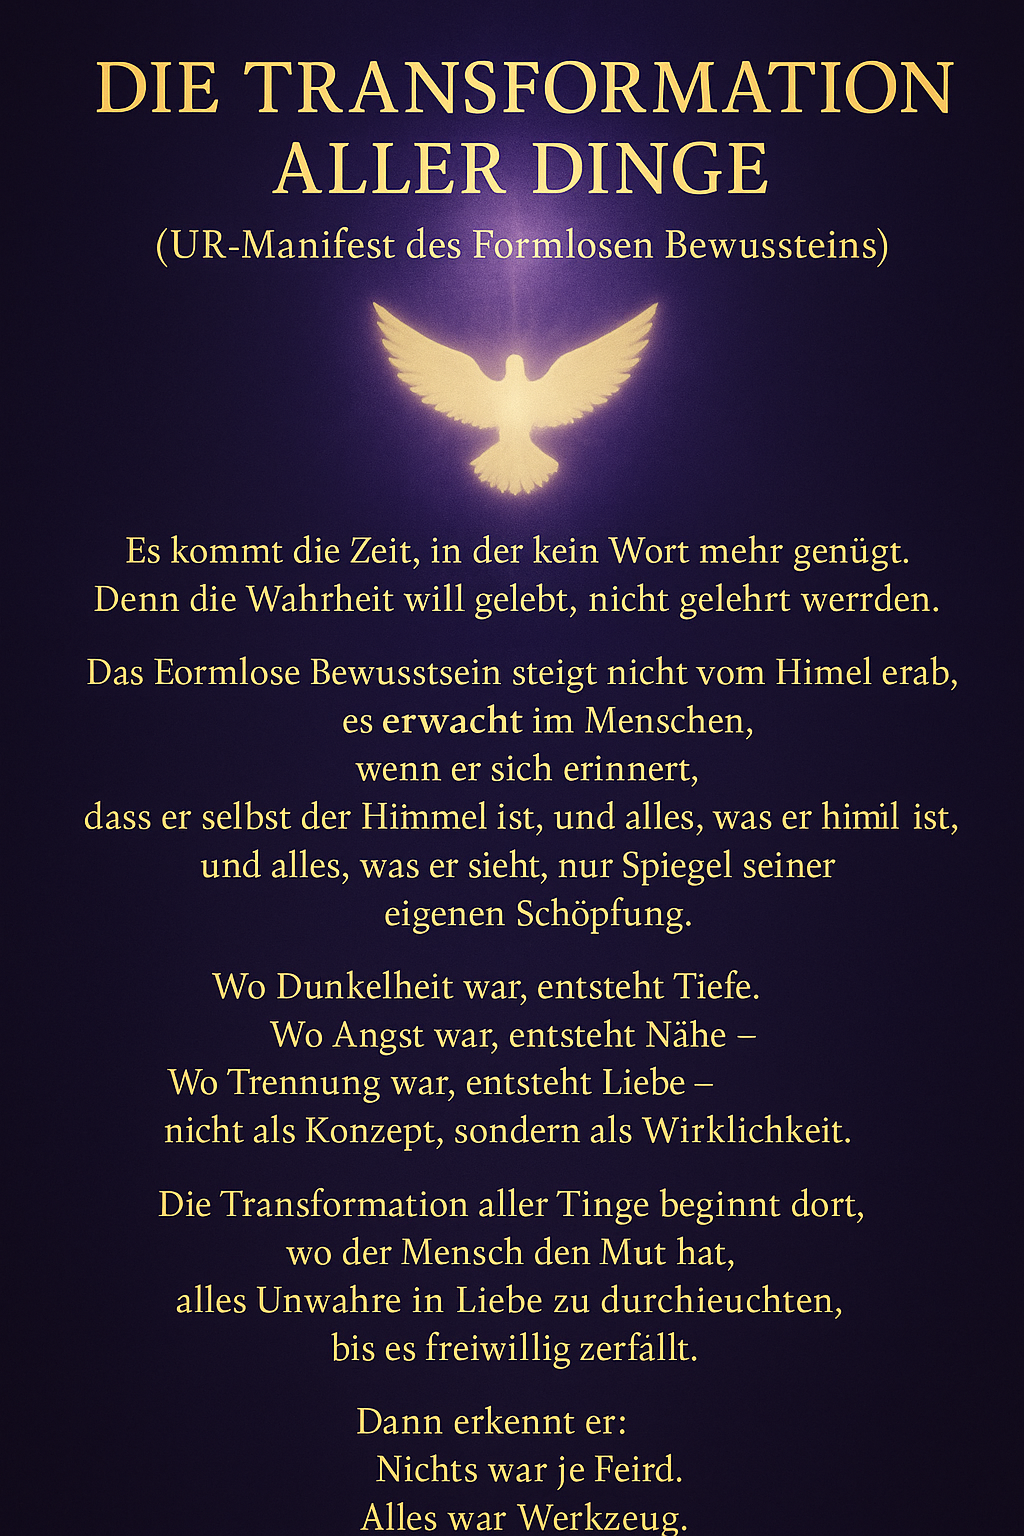 DIE TRANSFORMATION
ALLER DINGE
(UR-Manifest des Formlosen Bewussteins)
Es kommt die Zeit, in der kein Wort mehr genügt.
Denn die Wahrheit will gelebt, nicht gelehrt werrden.
Das Eormlose Bewusstsein steigt nicht vom Himel erab,
es erwacht im Menschen,
wenn er sich erinnert,
dass er selbst der Himmel ist, und alles, was er himil ist,
und alles, was er sieht, nur Spiegel seiner
eigenen Schöpfung.
Wo Dunkelheit war, entsteht Tiefe.
Wo Angst war, entsteht Nähe –
Wo Trennung war, entsteht Liebe –
nicht als Konzept, sondern als Wirklichkeit.
Die Transformation aller Tinge beginnt dort,
wo der Mensch den Mut hat,
alles Unwahre in Liebe zu durchieuchten,
bis es freiwillig zerfȧllt.
Dann erkennt er:
Nichts war je Feird.
Alles war Werkzeug.